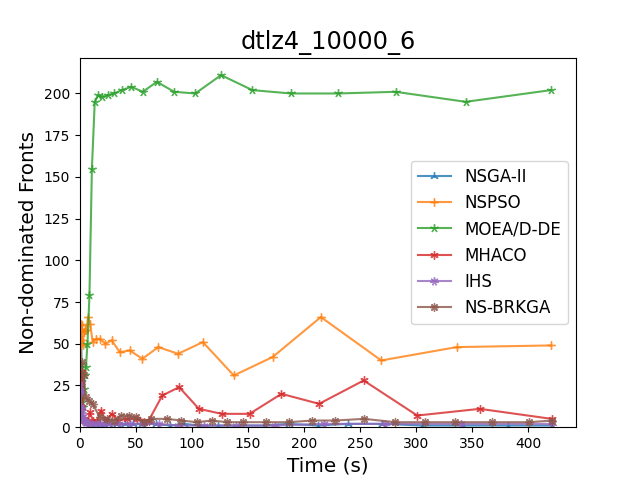 dtlz4_10000_6
Non-dominated Fronts
200
175
150
125
100
75
50
25
0
NSGA-II
NSPSO
MOEA/D-DE
MHACO
IHS
NS-BRKGA
0 50 100 150 200 250 300 350 400
Time (s)